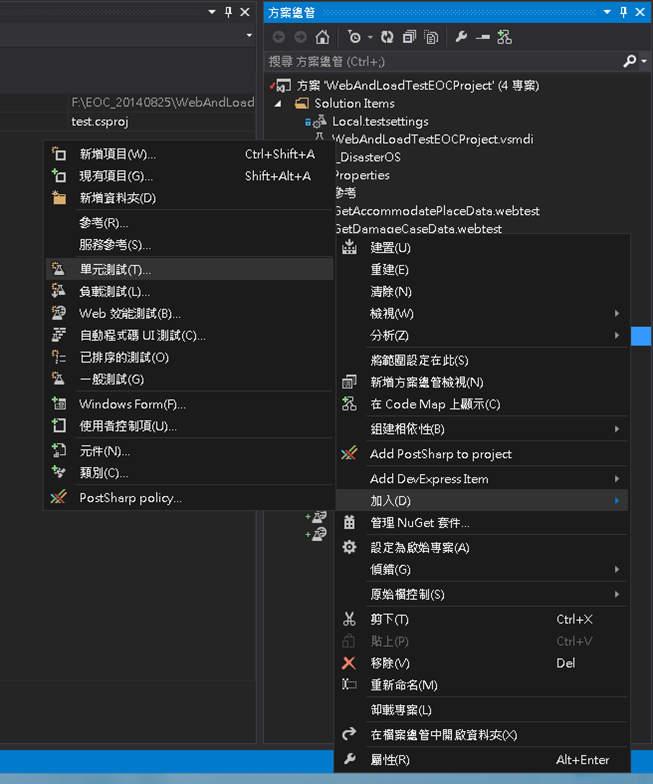 方案總管
搜尋 方案總管 (Ctrl+;)
方案 'WebAndLoadTestEOCProject' (4 專案)
Solution Items
Local.testsettings
WebAndLoadTestEOCProject.vsmdi
_DisasterOS
Properties
參考
GetAccommodatePlaceData.webtest
GetDamageCaseData.webtest
F:\EOC_20140825\WebAndLoad
test.csproj
新增項目(W)... Ctrl+Shift+A
現有項目(G)... Shift+Alt+A
新增資料夾(D)
參考(R)...
服務參考(S)...
單元測試(T)...
負載測試(L)...
Web 效能測試(B)...
自動程式碼 UI 測試(C)...
已排序的測試(O)
一般測試(G)
Windows Form(F)...
使用者控制項(U)...
元件(N)...
類別(C)...
PostSharp policy...
建置(U)
重建(E)
清除(N)
檢視(W)
分析(Z)
將範圍設定在此(S)
新增方案總管檢視(N)
在 Code Map 上顯示(C)
組建相依性(B)
Add PostSharp to project
Add DevExpress Item
加入(D)
管理 NuGet 套件...
設定為啟始專案(A)
偵錯(G)
原始檔控制(S)
剪下(T) Ctrl+X
貼上(P) Ctrl+V
移除(V) Del
重新命名(M)
卸載專案(L)
在檔案總管中開啟資料夾(X)
屬性(R) Alt+Enter